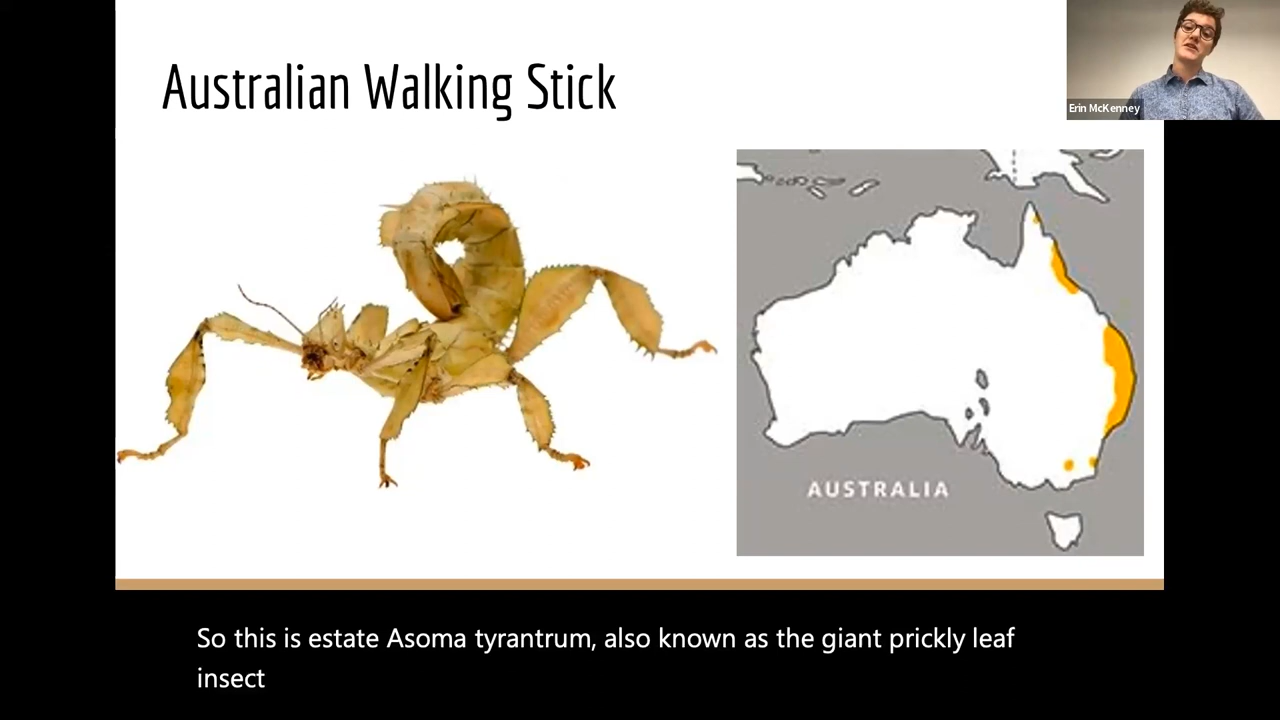 Australian Walking Stick
Erin McKenney
AUSTRALIA
So this is estate Asoma tyrantrum, also known as the giant prickly leaf
insect